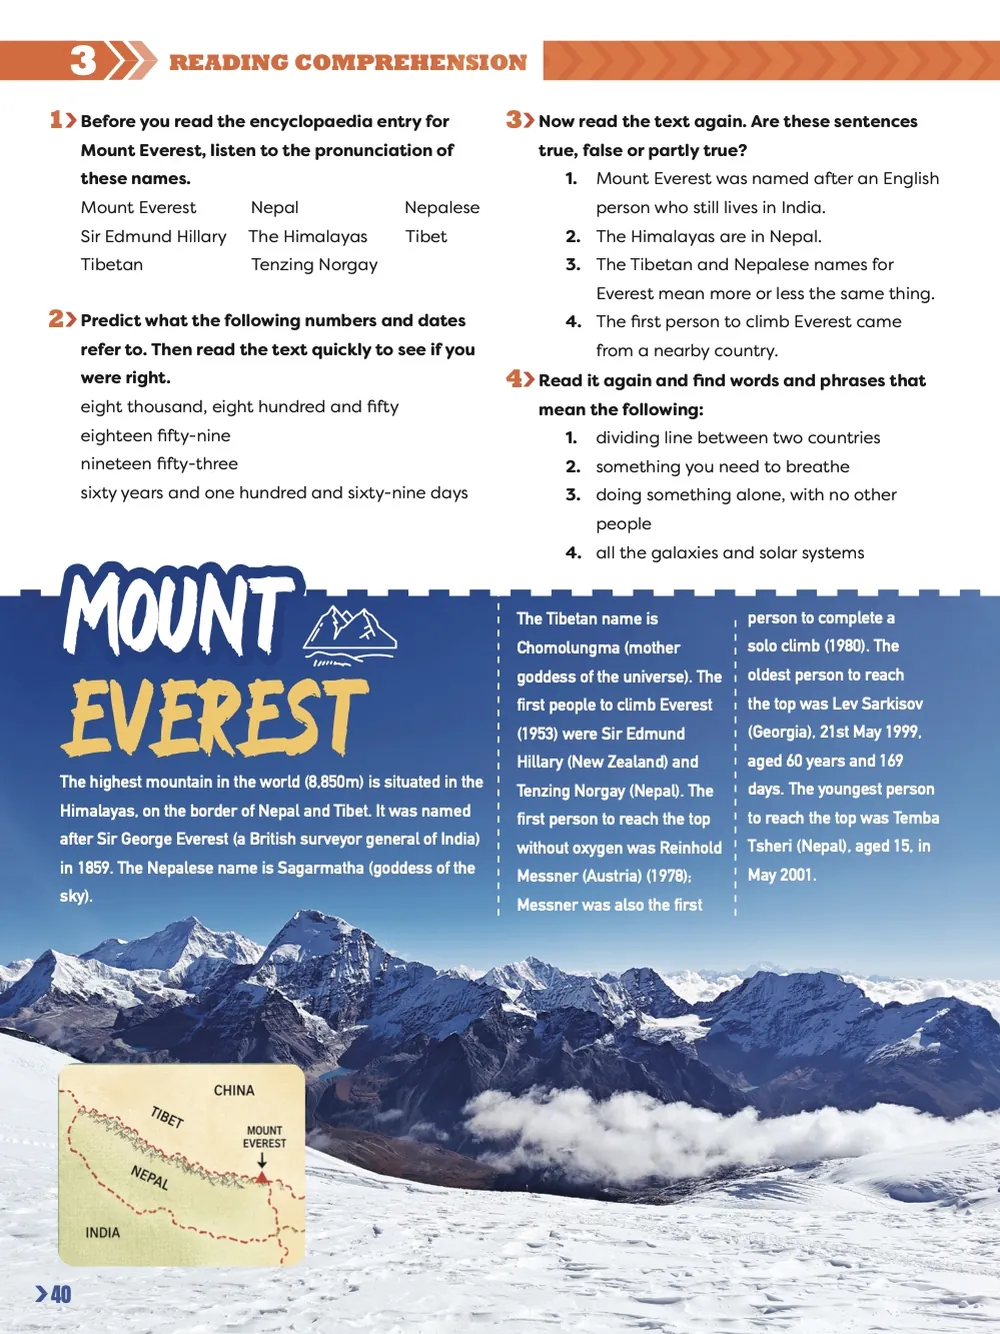 3 READING COMPREHENSION
1 Before you read the encyclopaedia entry for
Mount Everest, listen to the pronunciation of
these names.
Mount Everest Nepal Nepalese
Sir Edmund Hillary The Himalayas Tibet
Tibetan Tenzing Norgay
2 Predict what the following numbers and dates
refer to. Then read the text quickly to see if you
were right.
eight thousand, eight hundred and fifty
eighteen fifty-nine
nineteen fifty-three
sixty years and one hundred and sixty-nine days
3 Now read the text again. Are these sentences
true, false or partly true?
1. Mount Everest was named after an English
person who still lives in India.
2. The Himalayas are in Nepal.
3. The Tibetan and Nepalese names for
Everest mean more or less the same thing.
4. The first person to climb Everest came
from a nearby country.
4 Read it again and find words and phrases that
mean the following:
1. dividing line between two countries
2. something you need to breathe
3. doing something alone, with no other
people
4. all the galaxies and solar systems
MOUNT
EVEREST
The highest mountain in the world (8,850m) is situated in the
Himalayas, on the border of Nepal and Tibet. It was named
after Sir George Everest (a British surveyor general of India)
in 1859. The Nepalese name is Sagarmatha (goddess of the
sky).
The Tibetan name is
Chomolungma (mother
goddess of the universe). The
first people to climb Everest
(1953) were Sir Edmund
Hillary (New Zealand) and
Tenzing Norgay (Nepal). The
first person to reach the top
without oxygen was Reinhold
Messner (Austria) (1978);
Messner was also the first
person to complete a
solo climb (1980). The
oldest person to reach
the top was Lev Sarkisov
(Georgia), 21st May 1999,
aged 60 years and 169
days. The youngest person
to reach the top was Temba
Tsheri (Nepal), aged 15, in
May 2001.
CHINA
TIBET
MOUNT
EVEREST
NEPAL
INDIA
40